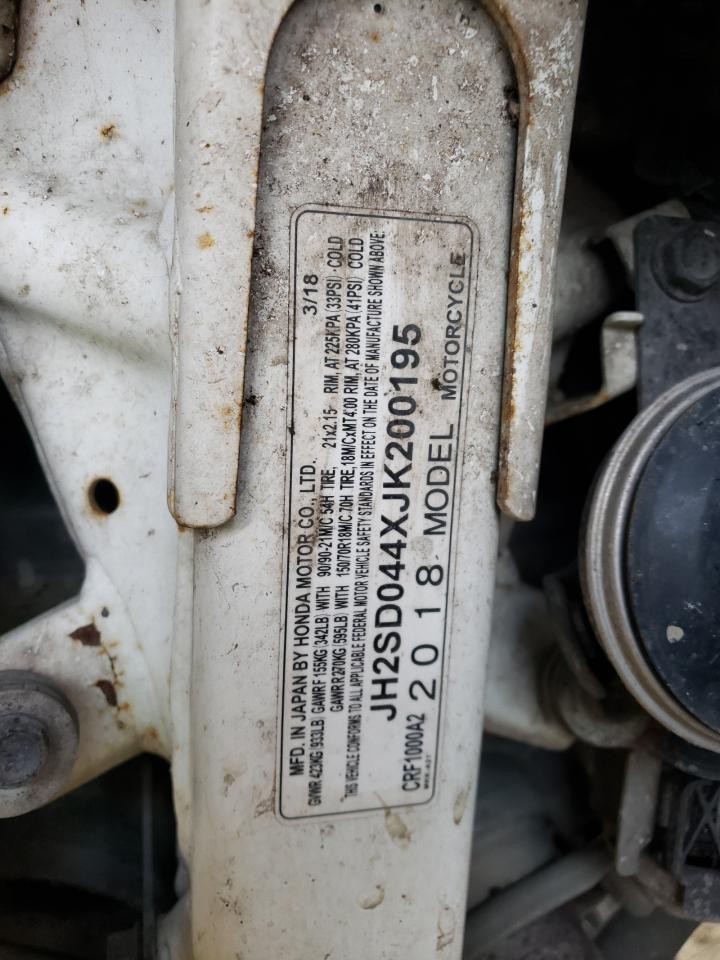 MFD. IN JAPAN BY HONDA MOTOR CO., LTD. 3/18
GVWR 423KG (933LB) GAWR F 155KG (342LB) WITH 90/90-21M/C 54H TIRE, 21x2.15 RIM, AT 225KPA (33PSI) COLD
GAWR R 270KG (595LB) WITH 150/70R18M/C 70H TIRE, 18M/CxMT4.00 RIM, AT 280KPA (41PSI) COLD
THIS VEHICLE CONFORMS TO ALL APPLICABLE FEDERAL MOTOR VEHICLE SAFETY STANDARDS IN EFFECT ON THE DATE OF MANUFACTURE SHOWN ABOVE.
JH2SD044XJK200195
CRF1000A2 2018 MODEL MOTORCYCLE